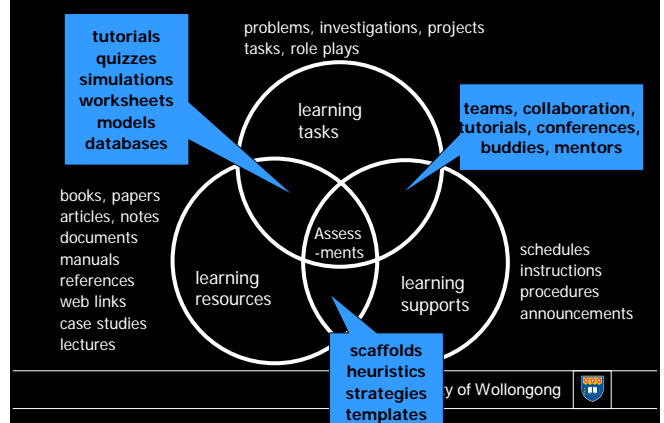 tutorials
quizzes
simulations
worksheets
models
databases
problems, investigations, projects
tasks, role plays
learning
tasks
teams, collaboration,
tutorials, conferences,
buddies, mentors
books, papers
articles, notes
documents
manuals
references
web links
case studies
lectures
Assess
-ments
learning
resources
learning
supports
schedules
instructions
procedures
announcements
scaffolds
heuristics
strategies
templates
of Wollongong